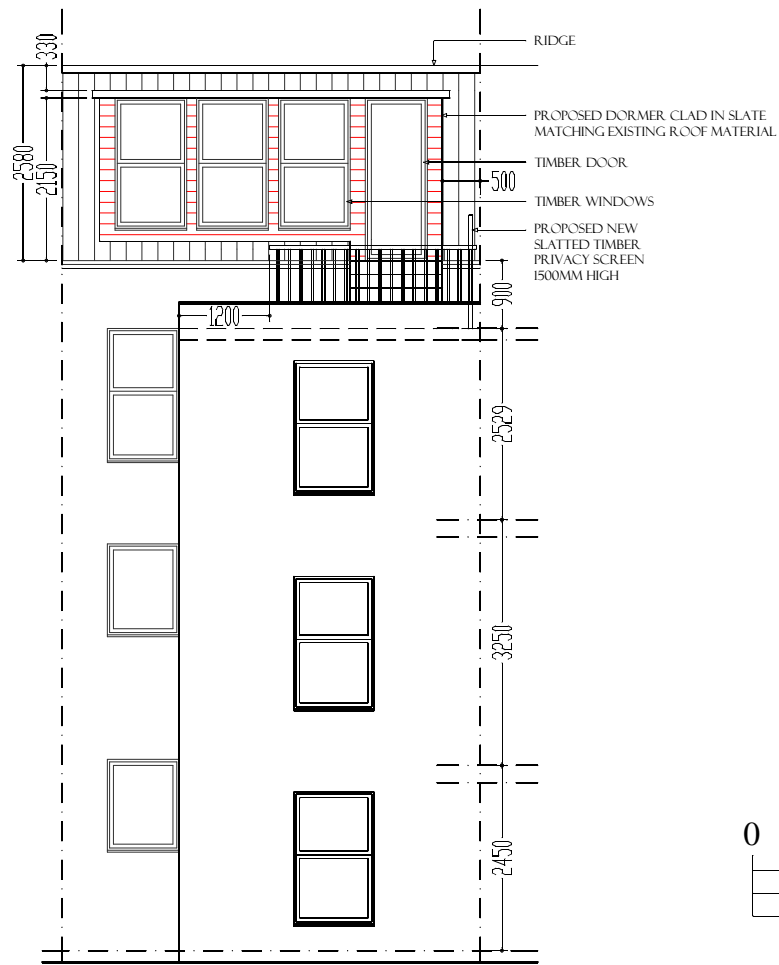 330
RIDGE
PROPOSED DORMER CLAD IN SLATE
MATCHING EXISTING ROOF MATERIAL
2580
2150
TIMBER DOOR
500
TIMBER WINDOWS
PROPOSED NEW
SLATTED TIMBER
PRIVACY SCREEN
1500MM HIGH
900
1200
2529
3250
0
2450